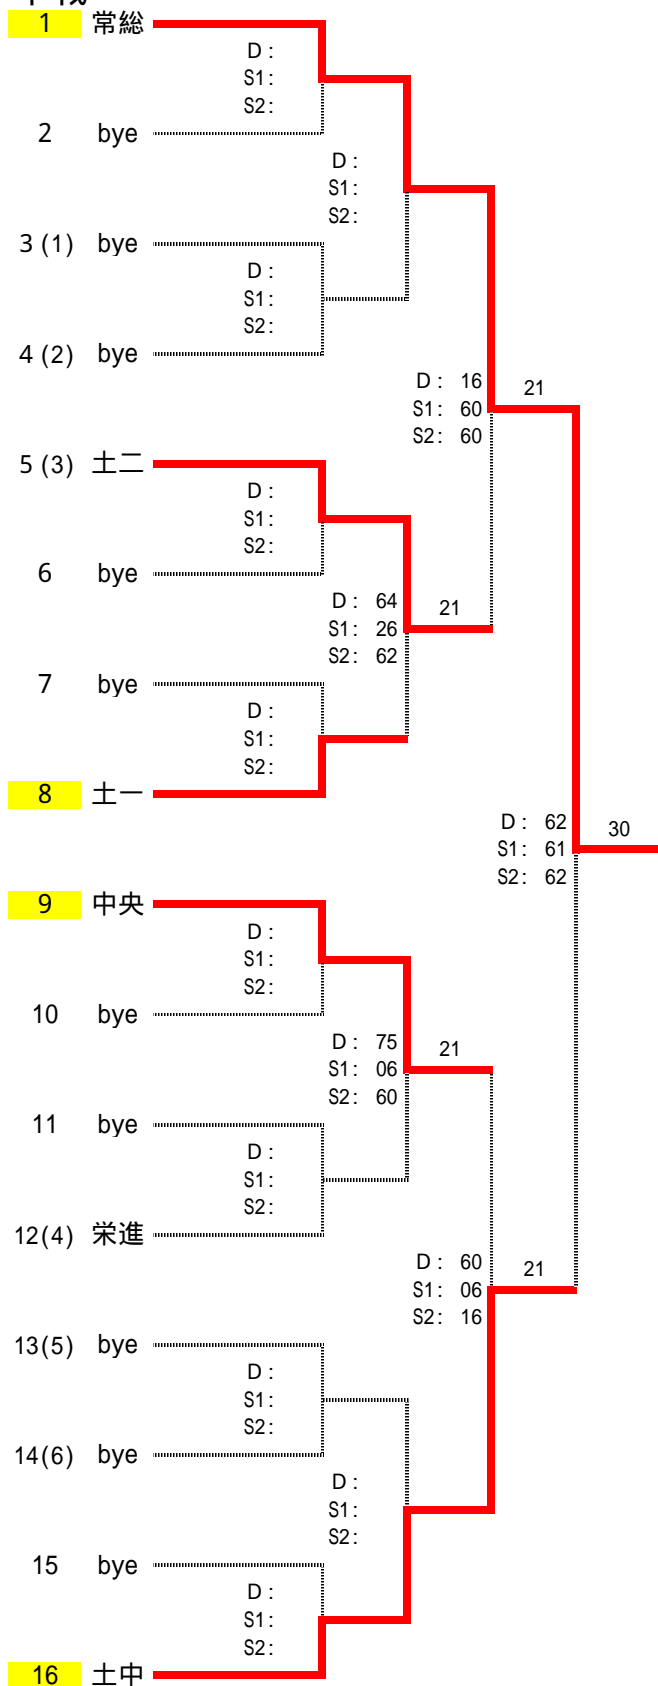 1 常総
D :
S1:
S2:
2 bye
D :
S1:
S2:
3 (1) bye
D :
S1:
S2:
4 (2) bye
D : 16
21
S1: 60
S2: 60
5 (3) 土二
D :
S1:
S2:
6 bye
D : 64
21
S1: 26
S2: 62
7 bye
D :
S1:
S2:
8 土一
D : 62
30
S1: 61
S2: 62
9 中央
D :
S1:
S2:
10 bye
D : 75
21
S1: 06
S2: 60
11 bye
D :
S1:
S2:
12(4) 栄進
D : 60
21
S1: 06
S2: 16
13(5) bye
D :
S1:
S2:
14(6) bye
D :
S1:
S2:
15 bye
D :
S1:
S2:
16 土中